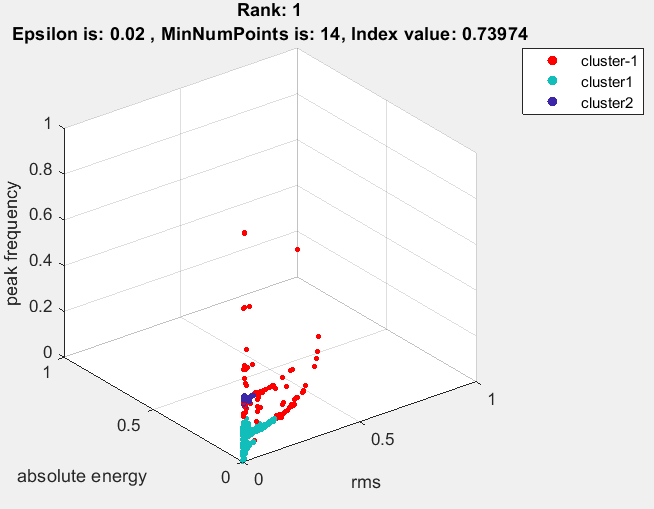 Rank: 1
Epsilon is: 0.02 , MinNumPoints is: 14, Index value: 0.73974
cluster-1
cluster1
cluster2
1
0.8
0.6
0.4
0.2
0
peak frequency
1
0.5
0
absolute energy
0
0.5
1
rms